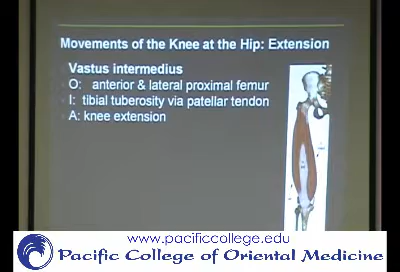 Movements of the Knee at the Hip: Extension
Vastus intermedius
O: anterior & lateral proximal femur
I: tibial tuberosity via patellar tendon
A: knee extension
www.pacificcollege.edu
Pacific College of Oriental Medicine